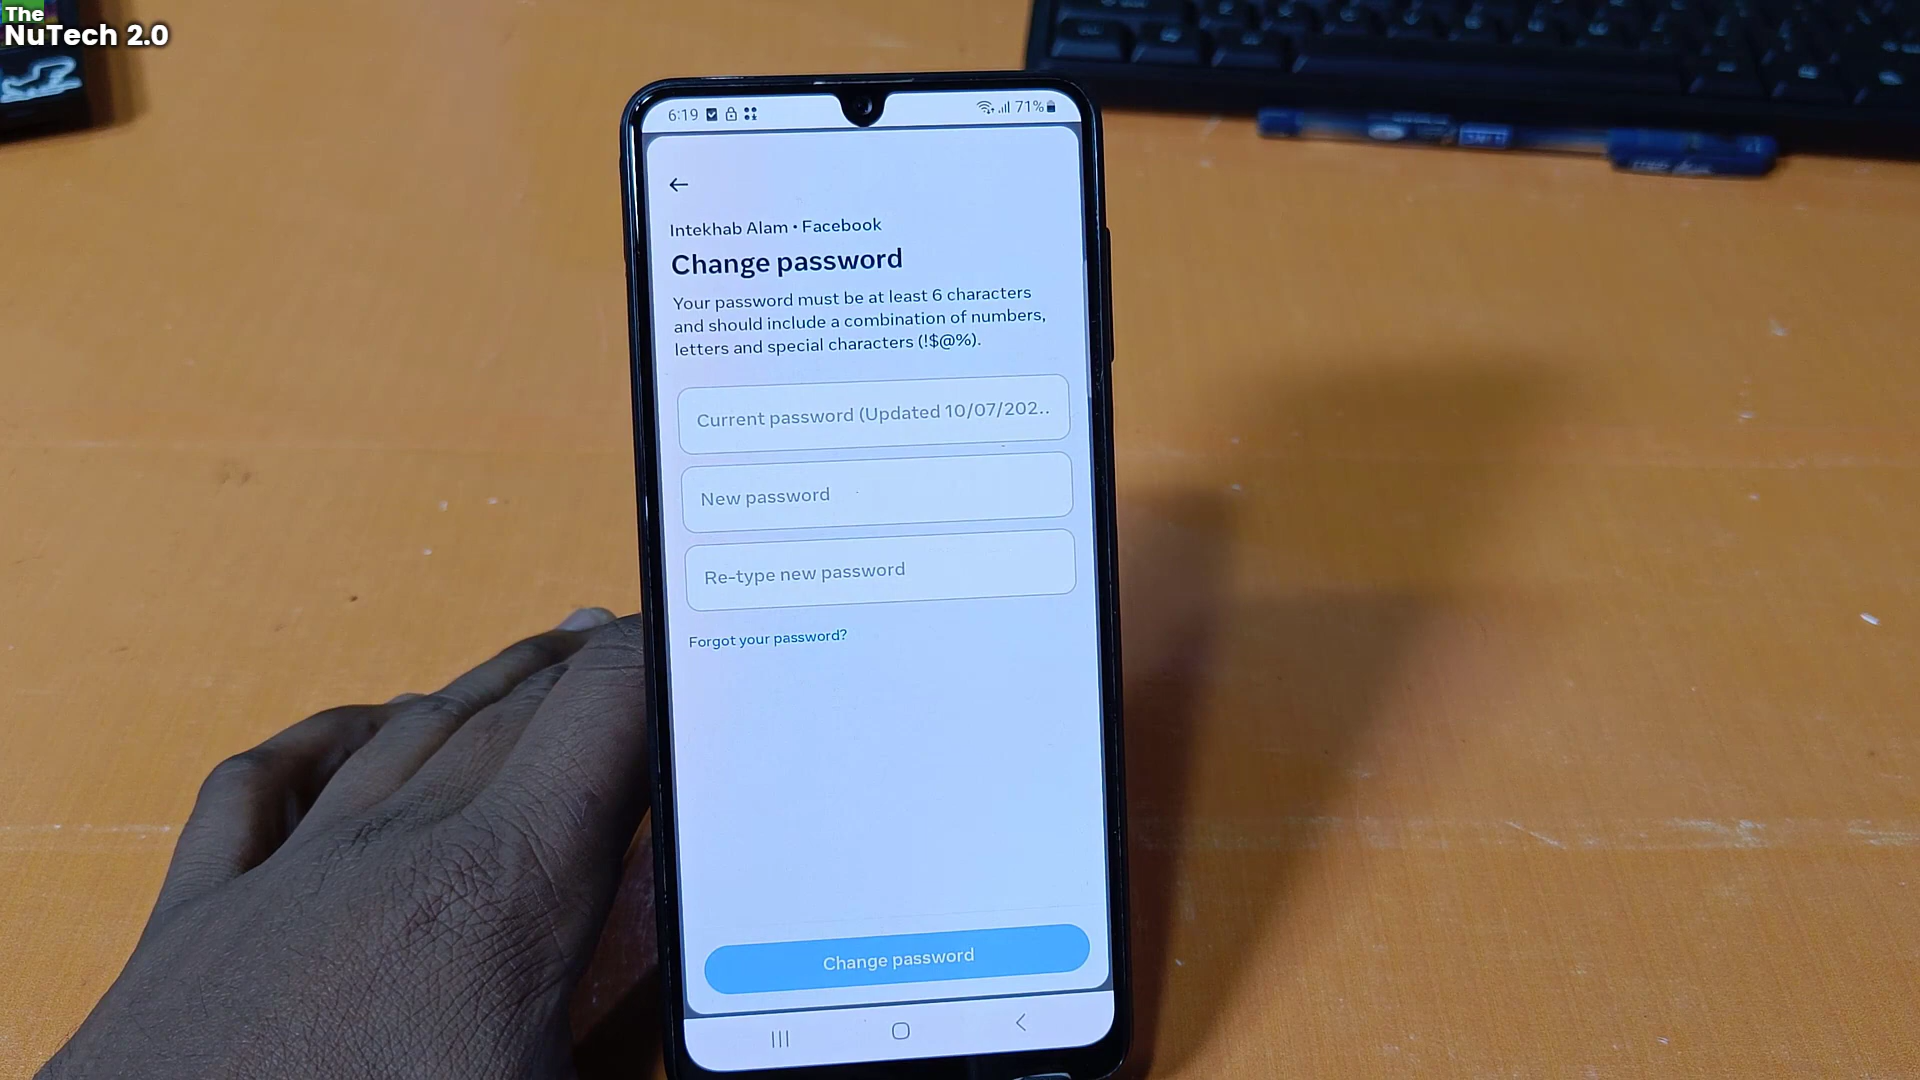 The
NuTech 2.0
6:19
71%
Intekhab Alam • Facebook
Change password
Your password must be at least 6 characters
and should include a combination of numbers,
letters and special characters (!$@%).
Current password (Updated 10/07/202..
New password
Re-type new password
Forgot your password?
Change password